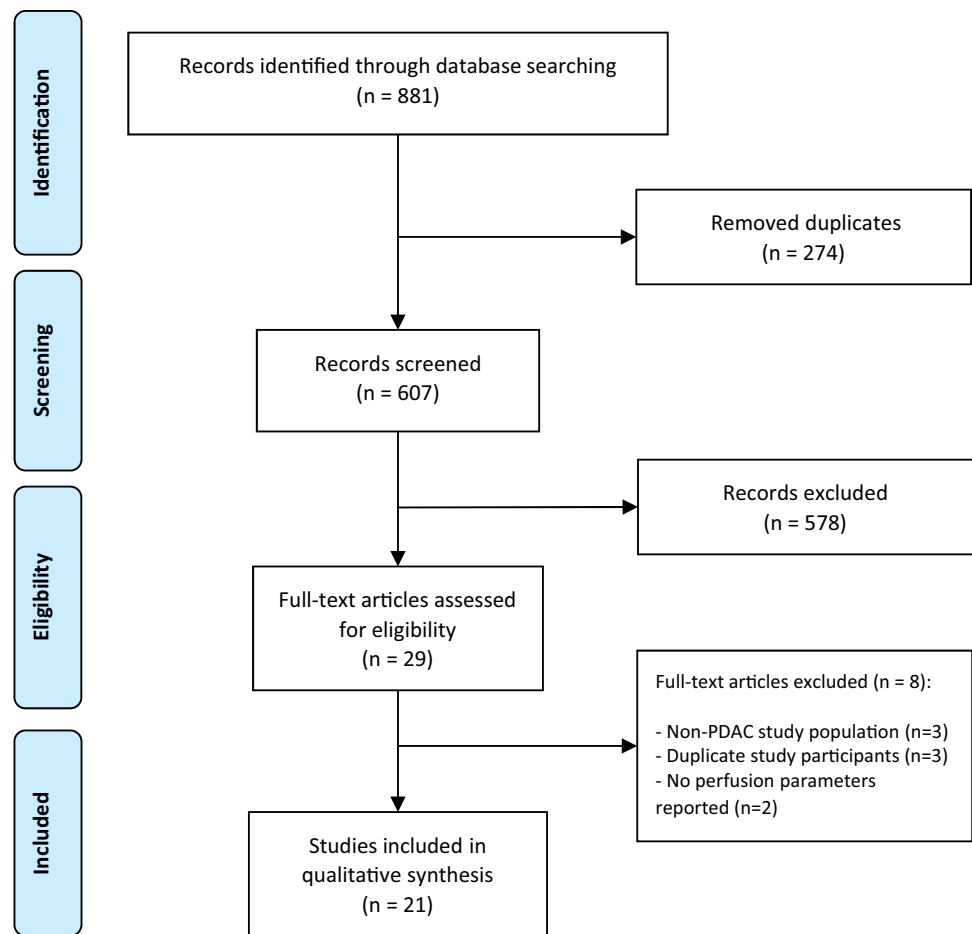 Identification
Records identified through database searching
(n = 881)
Removed duplicates
(n = 274)
Screening
Records screened
(n = 607)
Records excluded
(n = 578)
Eligibility
Full-text articles assessed
for eligibility
(n = 29)
Full-text articles excluded (n = 8):
- Non-PDAC study population (n=3)
- Duplicate study participants (n=3)
- No perfusion parameters
reported (n=2)
Included
Studies included in
qualitative synthesis
(n = 21)